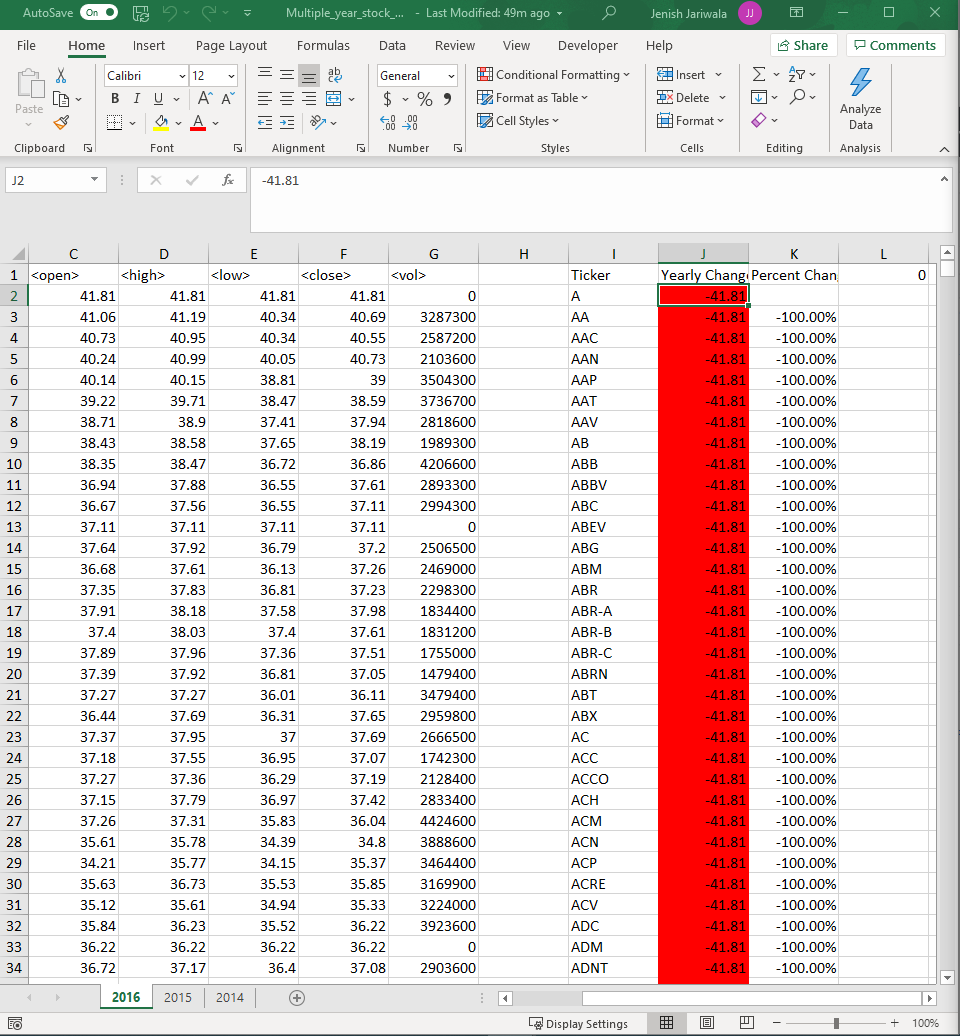 AutoSave On Multiple_year_stock_... - Last Modified: 49m ago Jenish Jariwala JJ
File Home Insert Page Layout Formulas Data Review View Developer Help Share Comments
Calibri 12 ab General Conditional Formatting Insert
Paste B I U A A $ % Format as Table Delete Analyze Data
A Cell Styles Format
Clipboard Font Alignment Number Styles Cells Editing Analysis
J2 fx -41.81
C D E F G H I J K L
1 <open> <high> <low> <close> <vol> Ticker Yearly Change Percent Chan 0
2 41.81 41.81 41.81 41.81 0 A -41.81
3 41.06 41.19 40.34 40.69 3287300 AA -41.81 -100.00%
4 40.73 40.95 40.34 40.55 2587200 AAC -41.81 -100.00%
5 40.24 40.99 40.05 40.73 2103600 AAN -41.81 -100.00%
6 40.14 40.15 38.81 39 3504300 AAP -41.81 -100.00%
7 39.22 39.71 38.47 38.59 3736700 AAT -41.81 -100.00%
8 38.71 38.9 37.41 37.94 2818600 AAV -41.81 -100.00%
9 38.43 38.58 37.65 38.19 1989300 AB -41.81 -100.00%
10 38.35 38.47 36.72 36.86 4206600 ABB -41.81 -100.00%
11 36.94 37.88 36.55 37.61 2893300 ABBV -41.81 -100.00%
12 36.67 37.56 36.55 37.11 2994300 ABC -41.81 -100.00%
13 37.11 37.11 37.11 37.11 0 ABEV -41.81 -100.00%
14 37.64 37.92 36.79 37.2 2506500 ABG -41.81 -100.00%
15 36.68 37.61 36.13 37.26 2469000 ABM -41.81 -100.00%
16 37.35 37.83 36.81 37.23 2298300 ABR -41.81 -100.00%
17 37.91 38.18 37.58 37.98 1834400 ABR-A -41.81 -100.00%
18 37.4 38.03 37.4 37.61 1831200 ABR-B -41.81 -100.00%
19 37.89 37.96 37.36 37.51 1755000 ABR-C -41.81 -100.00%
20 37.39 37.92 36.81 37.05 1479400 ABRN -41.81 -100.00%
21 37.27 37.27 36.01 36.11 3479400 ABT -41.81 -100.00%
22 36.44 37.69 36.31 37.65 2959800 ABX -41.81 -100.00%
23 37.37 37.95 37 37.69 2666500 AC -41.81 -100.00%
24 37.18 37.55 36.95 37.07 1742300 ACC -41.81 -100.00%
25 37.27 37.36 36.29 37.19 2128400 ACCO -41.81 -100.00%
26 37.15 37.79 36.97 37.42 2833400 ACH -41.81 -100.00%
27 37.26 37.31 35.83 36.04 4424600 ACM -41.81 -100.00%
28 35.61 35.78 34.39 34.8 3888600 ACN -41.81 -100.00%
29 34.21 35.77 34.15 35.37 3464400 ACP -41.81 -100.00%
30 35.63 36.73 35.53 35.85 3169900 ACRE -41.81 -100.00%
31 35.12 35.61 34.94 35.33 3224000 ACV -41.81 -100.00%
32 35.84 36.23 35.52 36.22 3923600 ADC -41.81 -100.00%
33 36.22 36.22 36.22 36.22 0 ADM -41.81 -100.00%
34 36.72 37.17 36.4 37.08 2903600 ADNT -41.81 -100.00%
2016 2015 2014
Display Settings 100%